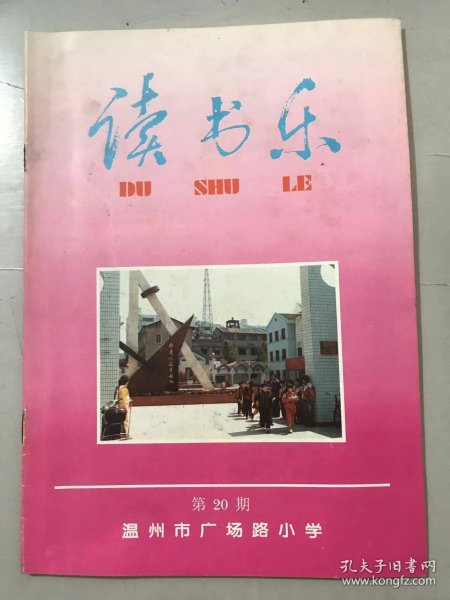 读书乐
DU SHU LE
第20期
温州市广场路小学
孔夫子旧书网
www.kongfz.com